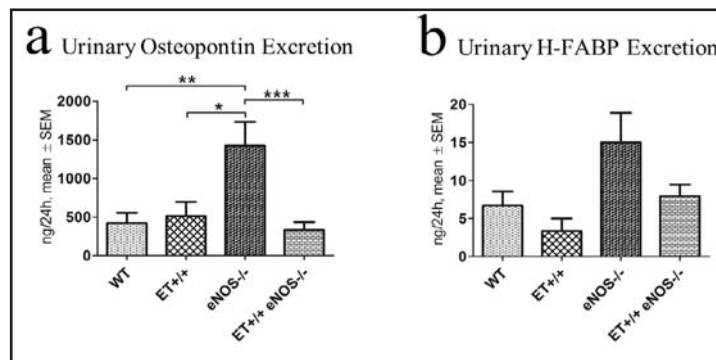 a Urinary Osteopontin Excretion
** 
* ***
ng/24h, mean ± SEM
2000
1500
1000
500
0
WT
ET+/+
eNOS-/-
ET+/+ eNOS-/-
b Urinary H-FABP Excretion
ng/24h, mean ± SEM
20
15
10
5
0
WT
ET+/+
eNOS-/-
ET+/+ eNOS-/-